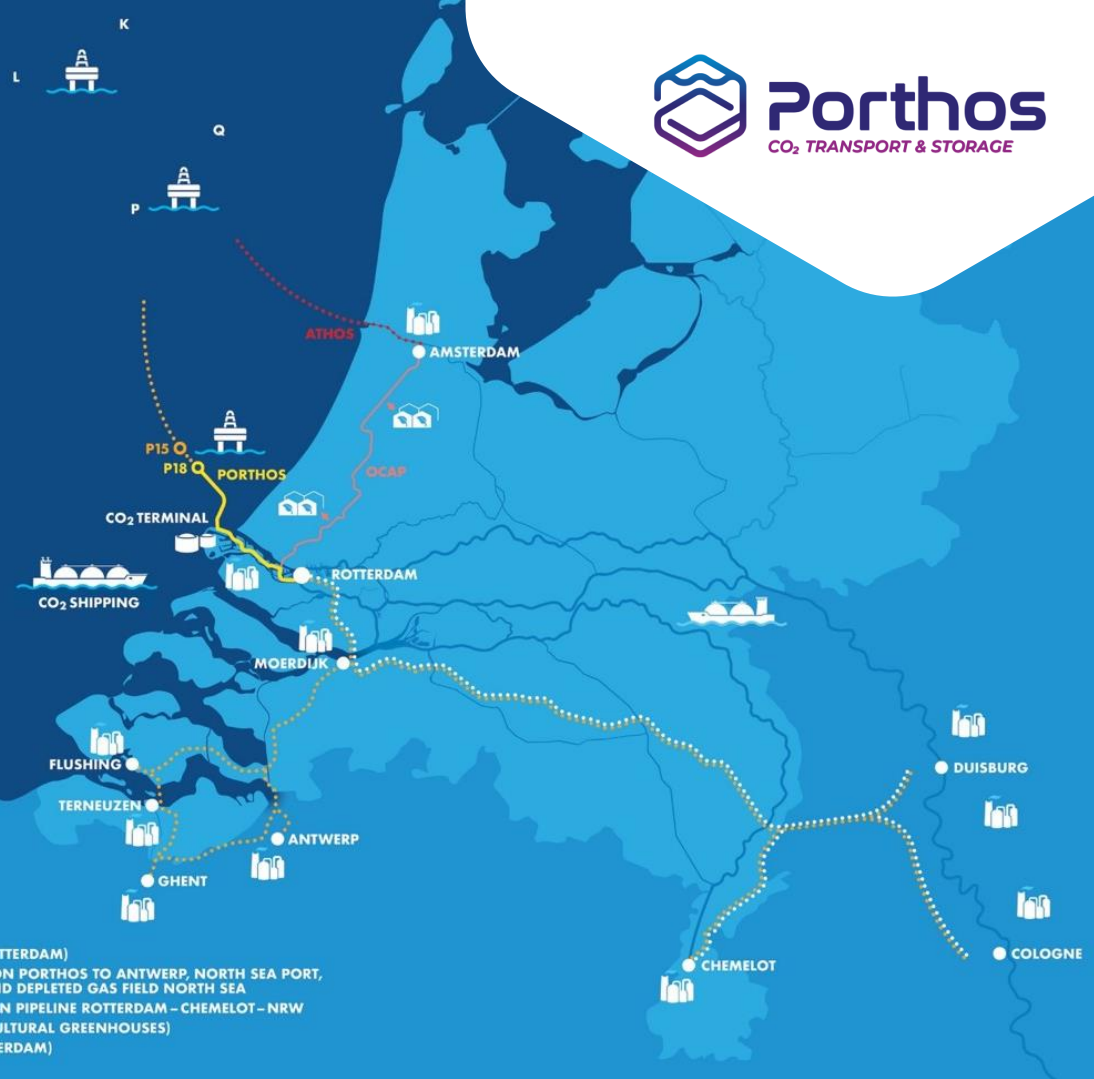 K
L
Porthos
CO₂ TRANSPORT & STORAGE
Q
P
ATHOS
AMSTERDAM
P15
P18
PORTHOS
OCAP
CO₂ TERMINAL
ROTTERDAM
CO₂ SHIPPING
MOERDIJK
FLUSHING
DUISBURG
TERNEUZEN
ANTWERP
GHENT
TTERDAM)
COLOGNE
CHEMELOT
ON PORTHOS TO ANTWERP, NORTH SEA PORT,
ND DEPLETED GAS FIELD NORTH SEA
N PIPELINE ROTTERDAM – CHEMELOT – NRW
ULTURAL GREENHOUSES)
ERDAM)